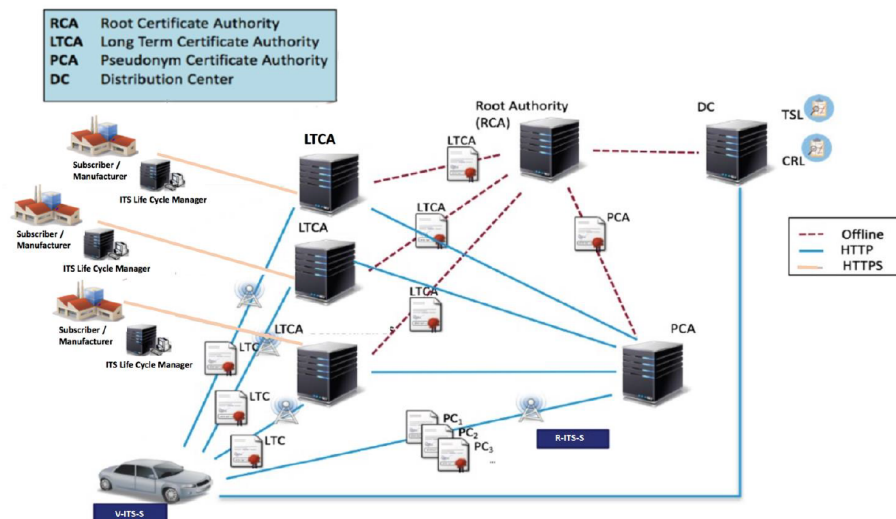 RCA Root Certificate Authority
LTCA Long Term Certificate Authority
PCA Pseudonym Certificate Authority
DC Distribution Center
Root Authority
(RCA)
DC
TSL
CRL
LTCA
LTCA
Subscriber /
Manufacturer
ITS Life Cycle Manager
LTCA
LTCA
PCA
Subscriber /
Manufacturer
ITS Life Cycle Manager
Offline
HTTP
HTTPS
LTCA
LTCA
PCA
Subscriber /
Manufacturer
ITS Life Cycle Manager
LTC
LTC
LTC
PC1
PC2
PC3
...
R-ITS-S
V-ITS-S